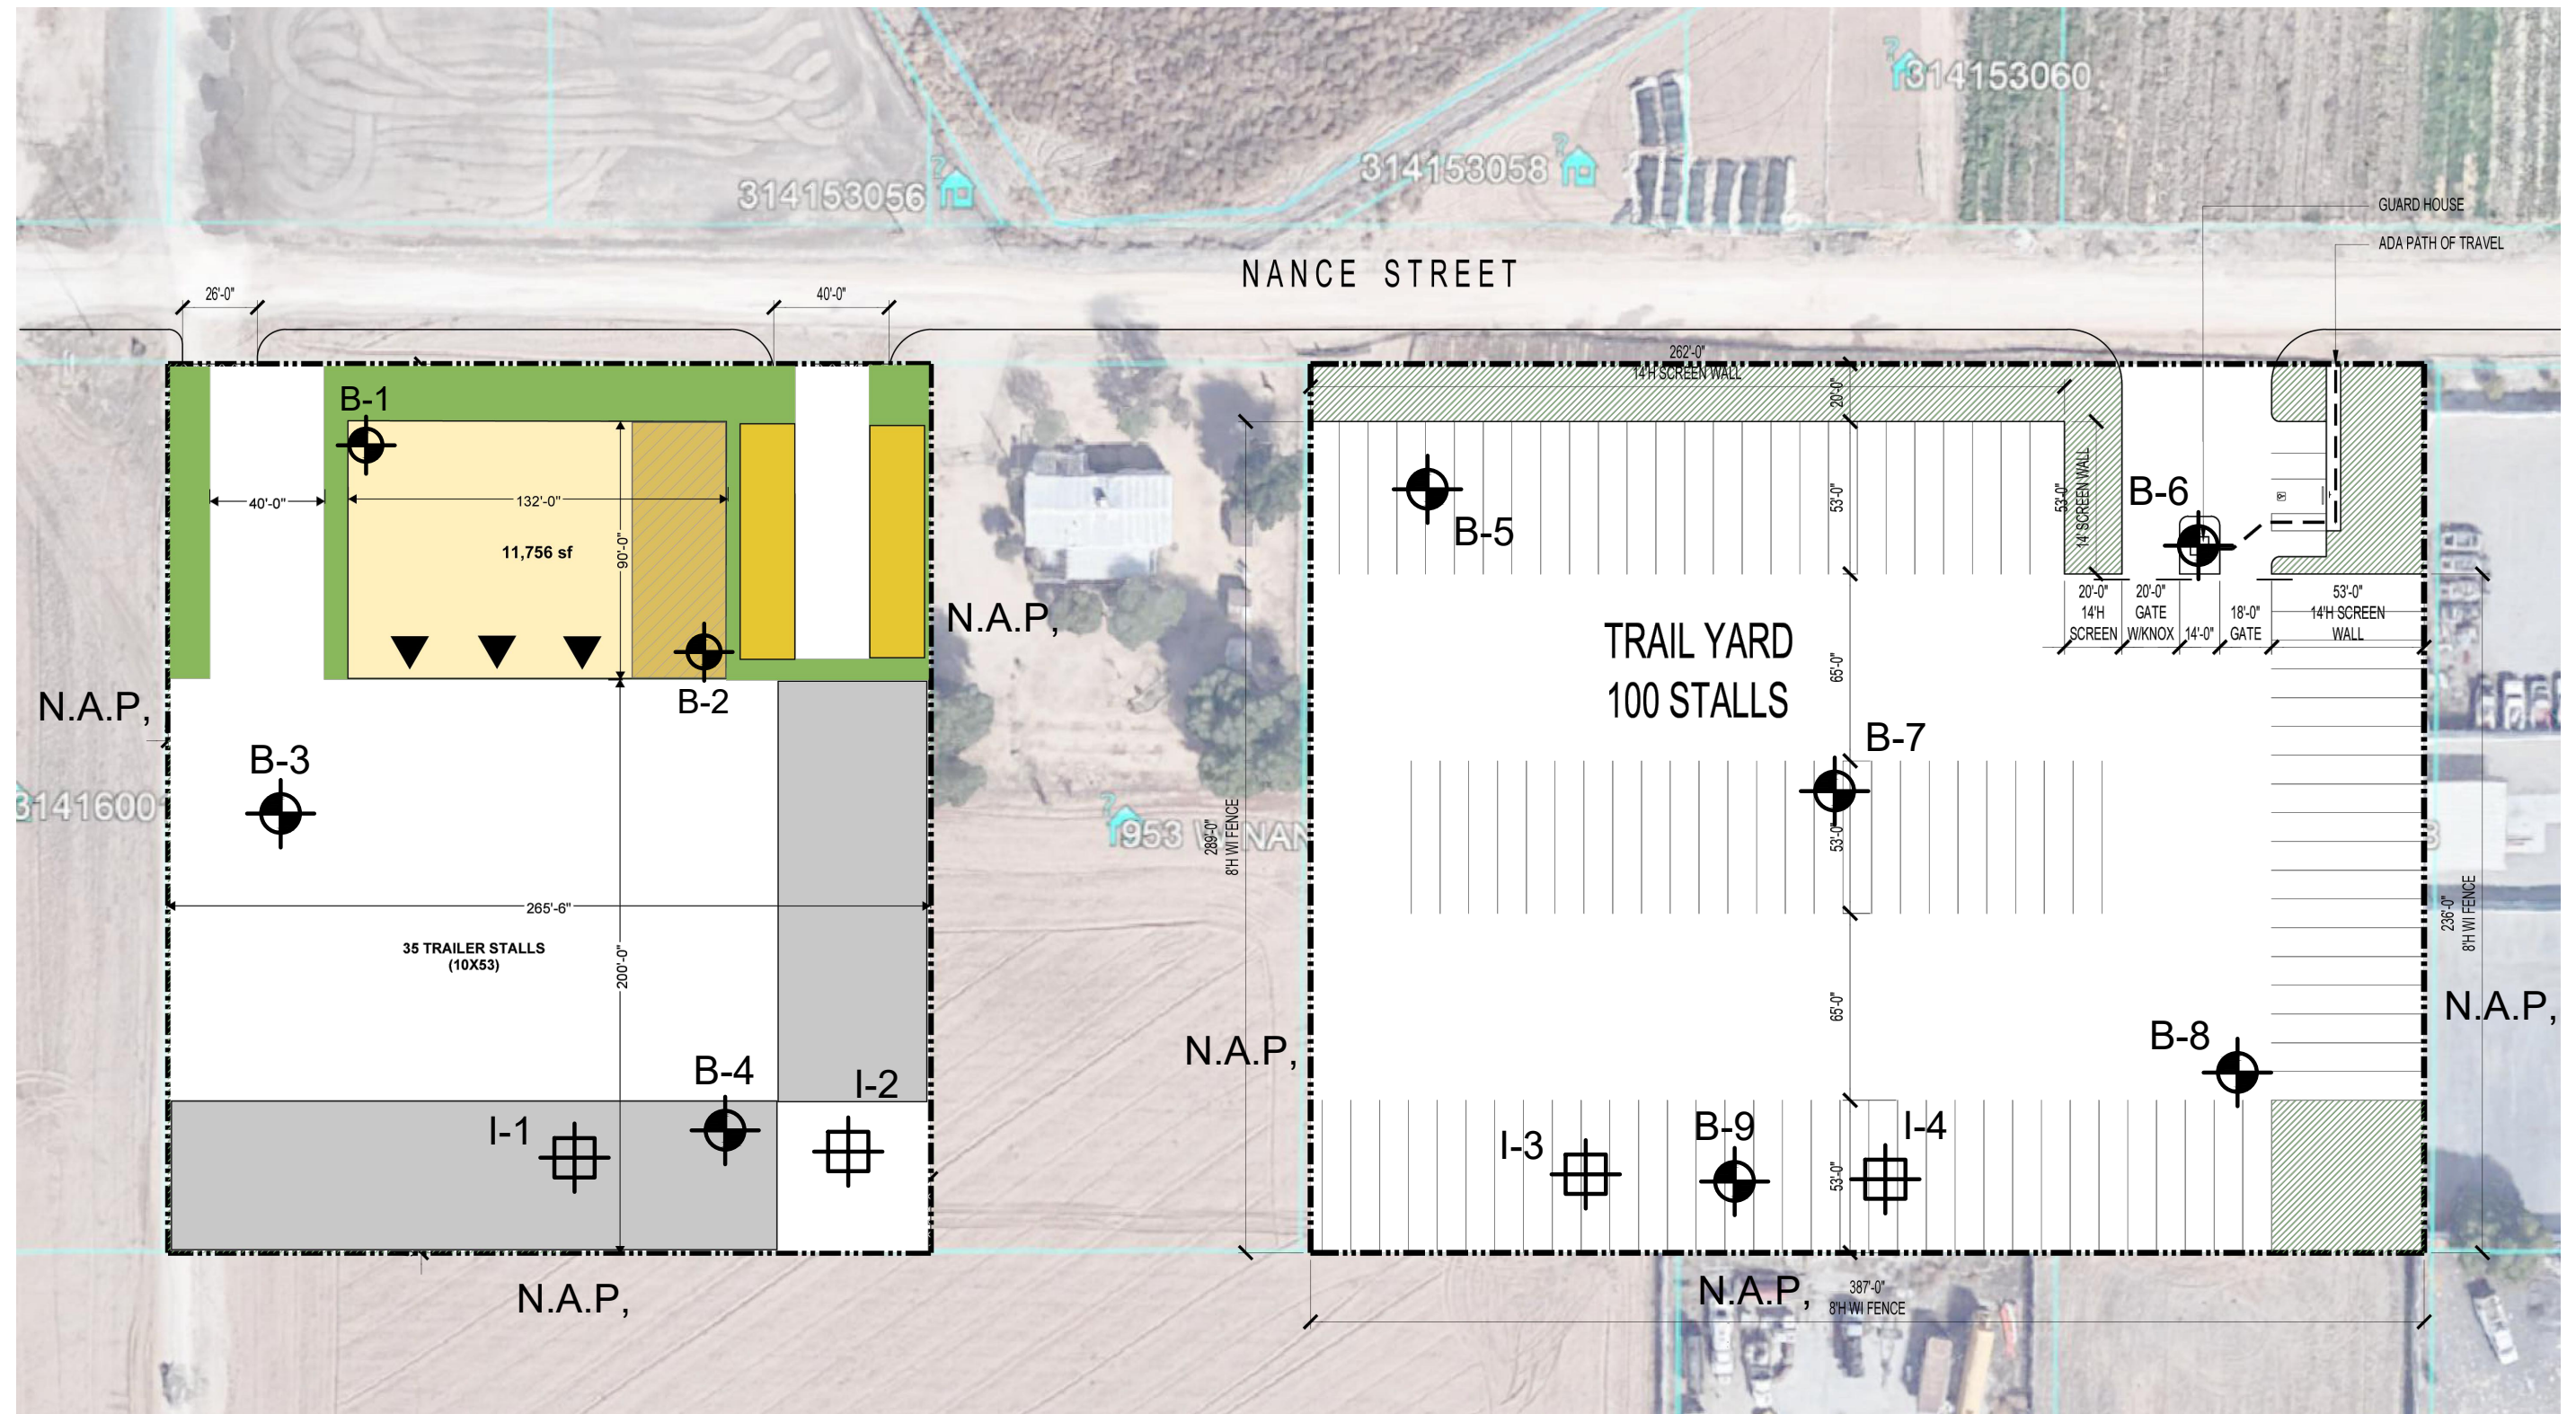 314153060
314153058
314153056
GUARD HOUSE
ADA PATH OF TRAVEL
NANCE STREET
26'-0"
40'-0"
262'-0"
14'H SCREEN WALL
20'-0"
B-1
40'-0"
132'-0"
90'-0"
11,756 sf
B-2
B-5
53'-0"
53'-0"
14' SCREEN WALL
B-6
20'-0"
14'H
SCREEN
20'-0"
GATE
W/KNOX
14'-0"
18'-0"
GATE
53'-0"
14'H SCREEN
WALL
N.A.P,
N.A.P,
TRAIL YARD
100 STALLS
65'-0"
B-3
B-7
53'-0"
3141600
953 W NAN
289'-0"
8'H WI FENCE
236'-0"
8'H WI FENCE
265'-6"
35 TRAILER STALLS
(10X53)
200'-0"
65'-0"
N.A.P,
N.A.P,
B-4
I-2
I-1
B-8
I-3
B-9
I-4
53'-0"
N.A.P,
N.A.P,
387'-0"
8'H WI FENCE